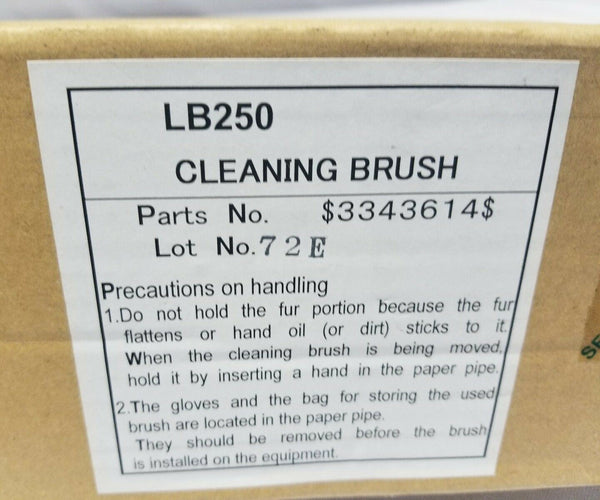 LB250
CLEANING BRUSH
Parts No. $3343614$
Lot No.72E
Precautions on handling
1.Do not hold the fur portion because the fur
flattens or hand oil (or dirt) sticks to it.
When the cleaning brush is being moved,
hold it by inserting a hand in the paper pipe.
2.The gloves and the bag for storing the used
brush are located in the paper pipe.
They should be removed before the brush
is installed on the equipment.